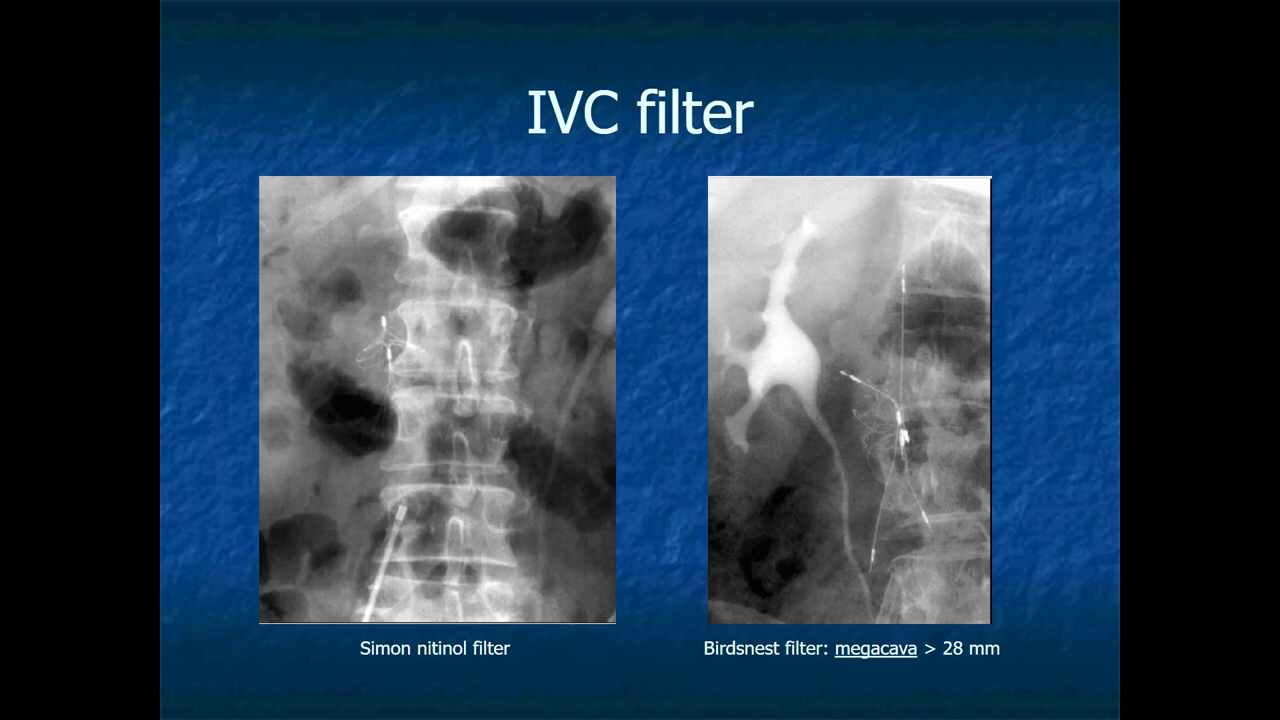 IVC filter
Simon nitinol filter
Birdsnest filter: megacava > 28 mm